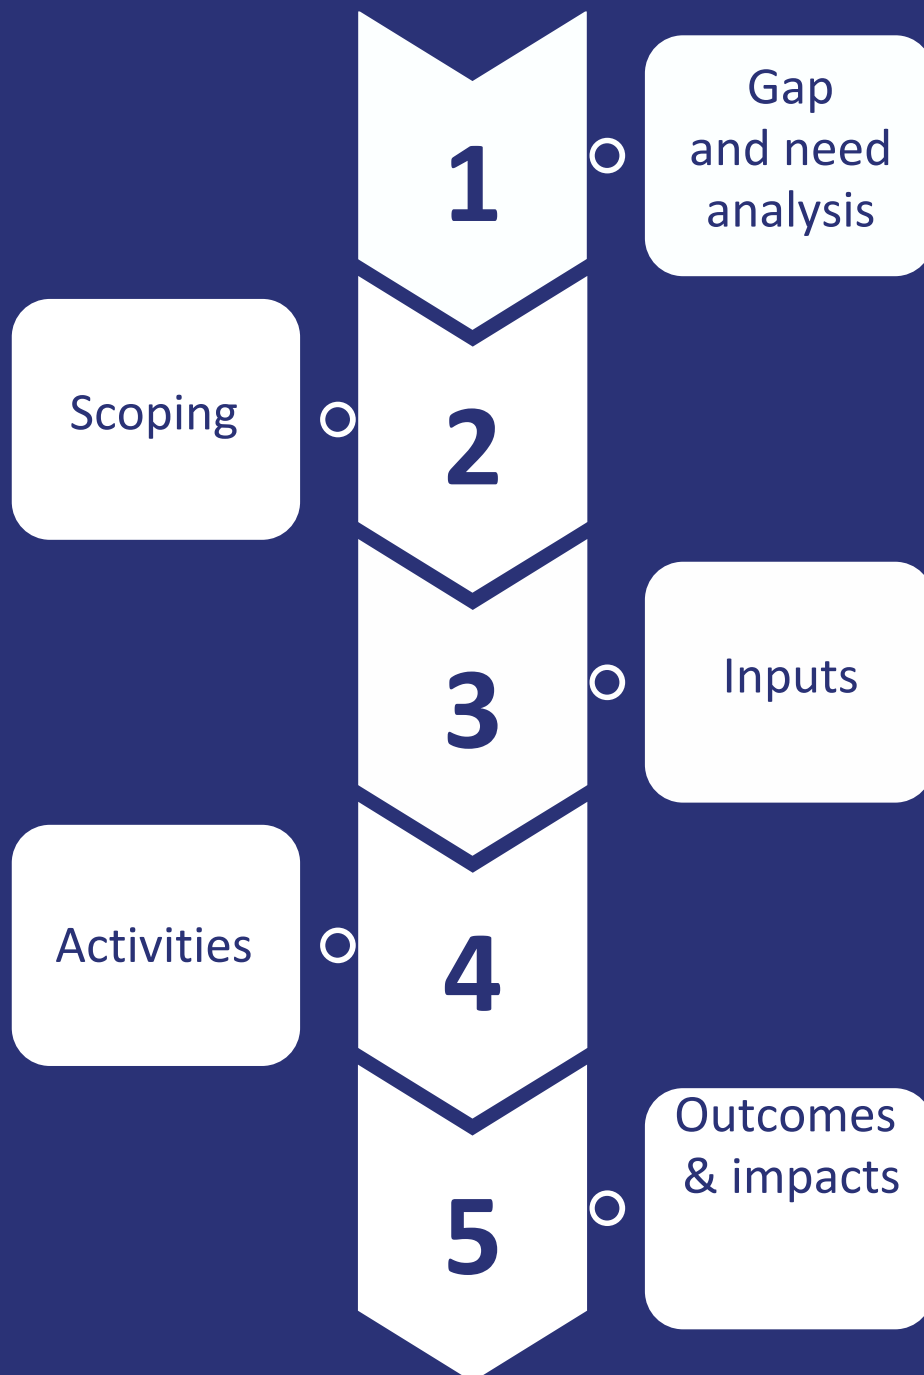 1
Gap
and need
analysis
Scoping
2
3
Inputs
Activities
4
5
Outcomes
& impacts